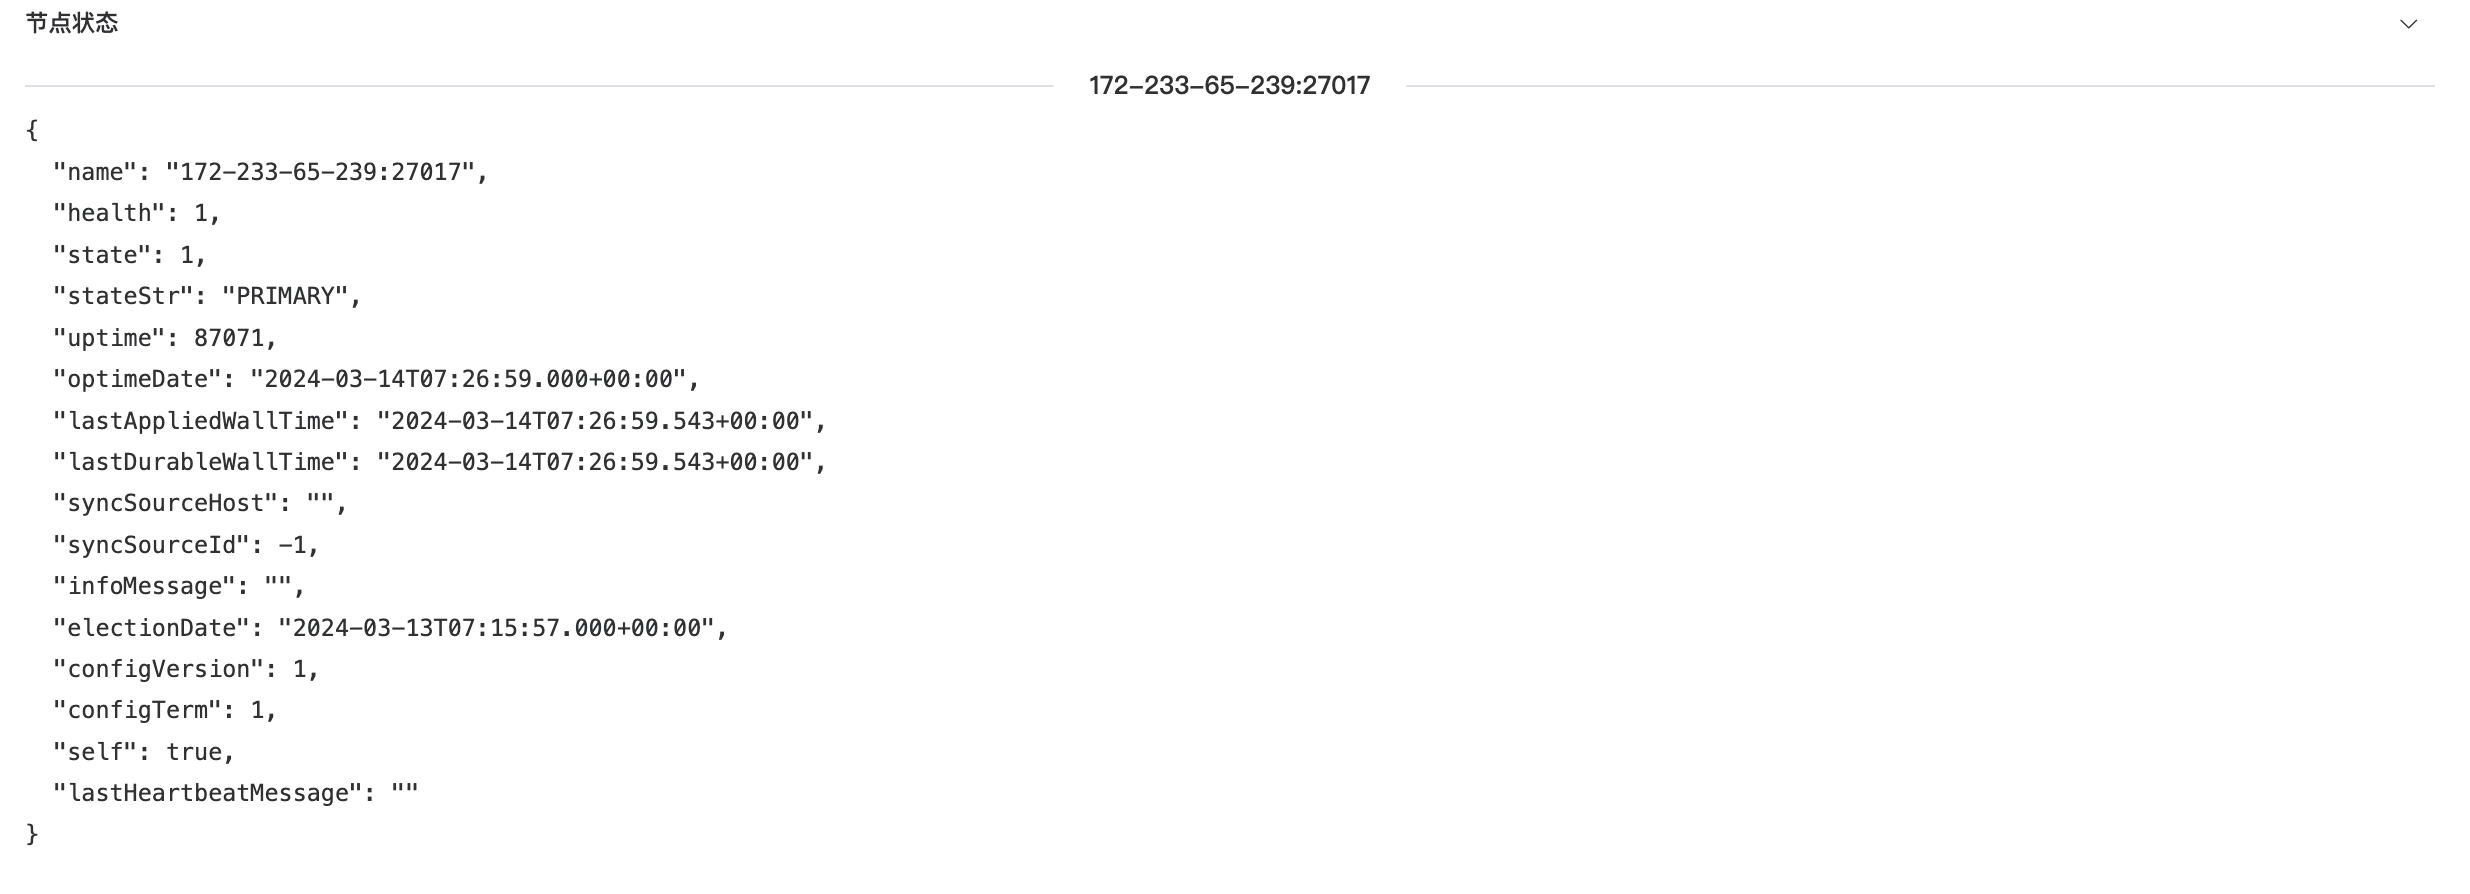 节点状态
172-233-65-239:27017
{
"name": "172-233-65-239:27017",
"health": 1,
"state": 1,
"stateStr": "PRIMARY",
"uptime": 87071,
"optimeDate": "2024-03-14T07:26:59.000+00:00",
"lastAppliedWallTime": "2024-03-14T07:26:59.543+00:00",
"lastDurableWallTime": "2024-03-14T07:26:59.543+00:00",
"syncSourceHost": "",
"syncSourceId": -1,
"infoMessage": "",
"electionDate": "2024-03-13T07:15:57.000+00:00",
"configVersion": 1,
"configTerm": 1,
"self": true,
"lastHeartbeatMessage": ""
}